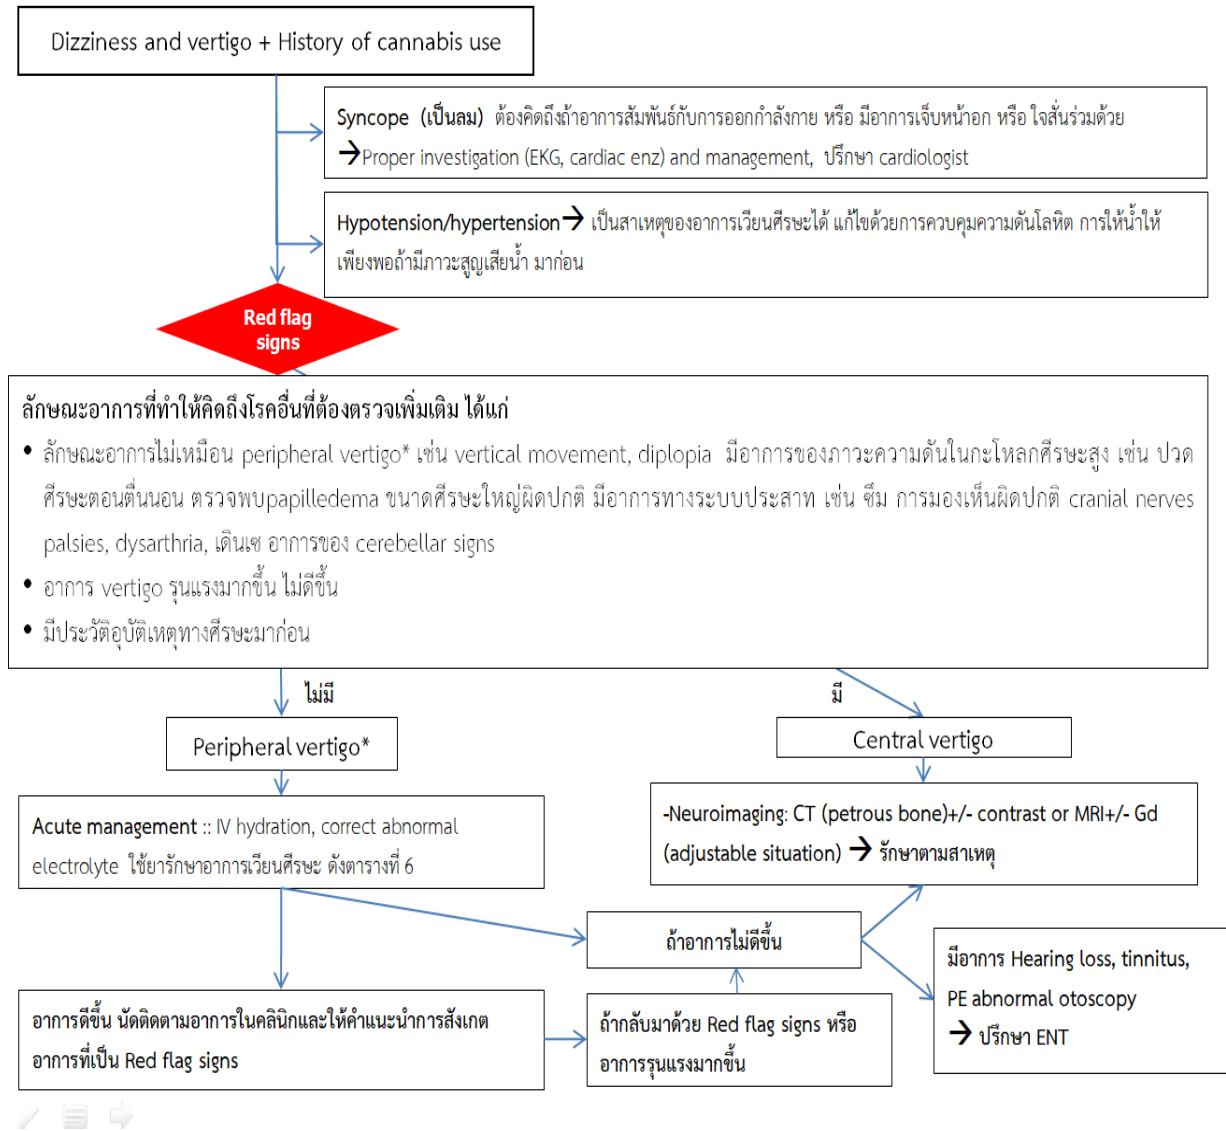 Dizziness and vertigo + History of cannabis use
Syncope (เป็นลม) ต้องคิดถึงถ้าอาการสัมพันธ์กับการออกกำลังกาย หรือ มีอาการเจ็บหน้าอก หรือ ใจสั่นร่วมด้วย
→Proper investigation (EKG, cardiac enz) and management, ปรึกษา cardiologist
Hypotension/hypertension→ เป็นสาเหตุของอาการเวียนศีรษะได้ แก้ไขด้วยการควบคุมความดันโลหิต การให้น้ำให้
เพียงพอถ้ามีภาวะสูญเสียน้ำ มาก่อน
Red flag
signs
ลักษณะอาการที่ทำให้คิดถึงโรคอื่นที่ต้องตรวจเพิ่มเติม ได้แก่
• ลักษณะอาการไม่เหมือน peripheral vertigo* เช่น vertical movement, diplopia มีอาการของภาวะความดันในกะโหลกศีรษะสูง เช่น ปวด
ศีรษะตอนตื่นนอน ตรวจพบpapilledema ขนาดศีรษะใหญ่ผิดปกติ มีอาการทางระบบประสาท เช่น ซึม การมองเห็นผิดปกติ cranial nerves
palsies, dysarthria, เดินเซ อาการของ cerebellar signs
• อาการ vertigo รุนแรงมากขึ้น ไม่ดีขึ้น
• มีประวัติอุบัติเหตุทางศีรษะมาก่อน
ไม่มี
มี
Peripheral vertigo*
Central vertigo
Acute management :: IV hydration, correct abnormal
electrolyte ใช้ยารักษาอาการเวียนศีรษะ ดังตารางที่ 6
-Neuroimaging: CT (petrous bone)+/- contrast or MRI+/- Gd
(adjustable situation) → รักษาตามสาเหตุ
ถ้าอาการไม่ดีขึ้น
มีอาการ Hearing loss, tinnitus,
PE abnormal otoscopy
→ ปรึกษา ENT
อาการดีขึ้น นัดติดตามอาการในคลินิกและให้คำแนะนำการสังเกต
อาการที่เป็น Red flag signs
ถ้ากลับมาด้วย Red flag signs หรือ
อาการรุนแรงมากขึ้น